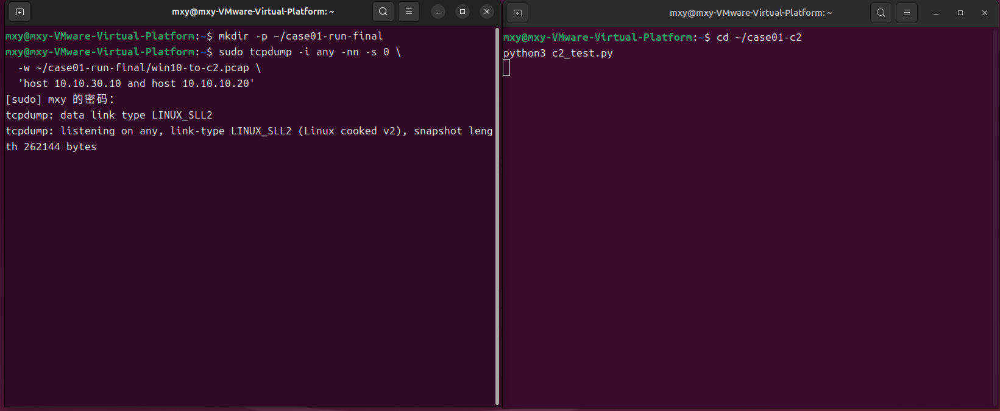 mxy@mxy-VMware-Virtual-Platform: ~
mxy@mxy-VMware-Virtual-Platform:~$ mkdir -p ~/case01-run-final
mxy@mxy-VMware-Virtual-Platform:~$ sudo tcpdump -i any -nn -s 0 \
  -w ~/case01-run-final/win10-to-c2.pcap \
  'host 10.10.30.10 and host 10.10.10.20'
[sudo] mxy 的密码：
tcpdump: data link type LINUX_SLL2
tcpdump: listening on any, link-type LINUX_SLL2 (Linux cooked v2), snapshot leng
th 262144 bytes
mxy@mxy-VMware-Virtual-Platform: ~
mxy@mxy-VMware-Virtual-Platform:~$ cd ~/case01-c2
python3 c2_test.py